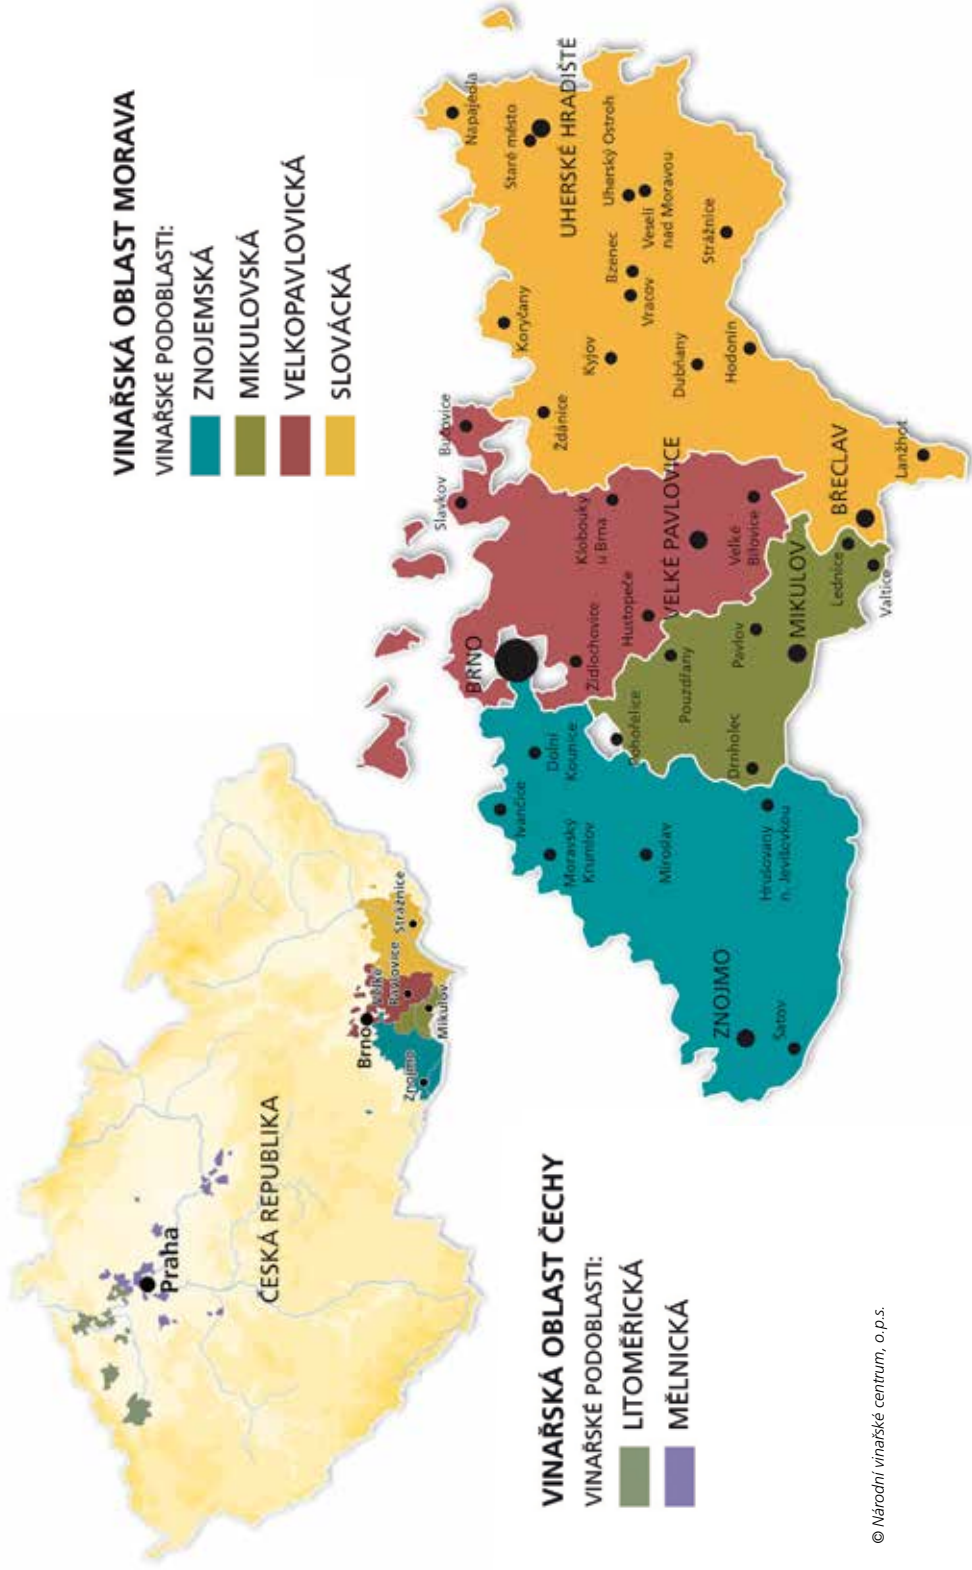 VINAŘSKÁ OBLAST MORAVA
VINAŘSKÉ PODOBLASTI:
ZNOJEMSKÁ
MIKULOVSKÁ
VELKOPAVLOVICKÁ
SLOVÁCKÁ
Praha
ČESKÁ REPUBLIKA
Brno
Znojmo
Velké
Pavlovice
Mikulov
Strážnice
VINAŘSKÁ OBLAST ČECHY
VINAŘSKÉ PODOBLASTI:
LITOMĚŘICKÁ
MĚLNICKÁ
BRNO
Slavkov
Bučovice
Koryčany
Napajedla
Staré město
UHERSKÉ HRADIŠTĚ
Ivančice
Dolní
Kounice
Moravský
Krumlov
Židlochovice
Klobouky
u Brna
Ždánice
Kyjov
Bzenec
Vracov
Uherský Ostroh
Veselí
nad Moravou
Strážnice
Miroslav
Pohořelice
Pouzdřany
Hustopeče
VELKÉ PAVLOVICE
Velké
Bílovice
Dubňany
Hodonín
ZNOJMO
Šatov
Hrušovany
n. Jevišovkou
Drnholec
Pavlov
MIKULOV
Lednice
Valtice
BŘECLAV
Lanžhot
© Národní vinařské centrum, o.p.s.